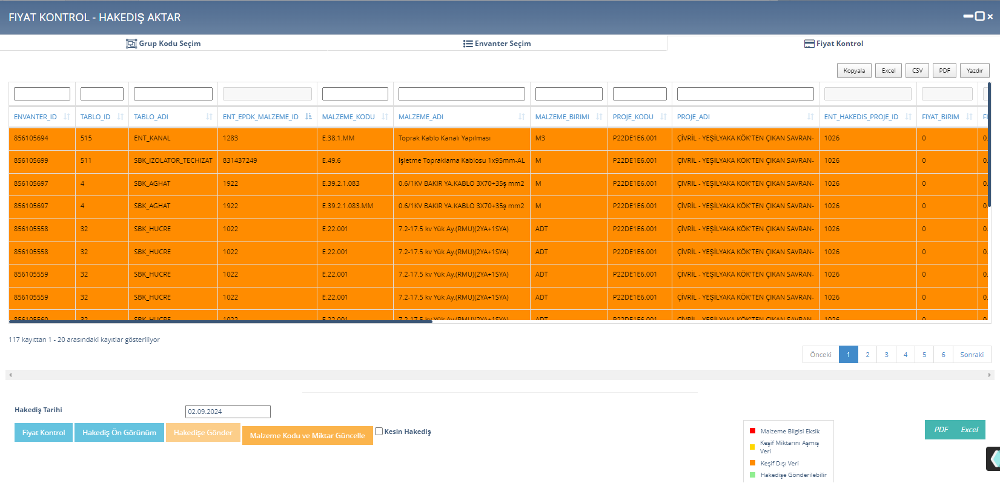 FIYAT KONTROL - HAKEDIŞ AKTAR
Grup Kodu Seçim
Envanter Seçim
Fiyat Kontrol
Kopyala Excel CSV PDF Yazdır
ENVANTER_ID TABLO_ID TABLO_ADI ENT_EPDK_MALZEME_ID MALZEME_KODU MALZEME_ADI MALZEME_BIRIMI PROJE_KODU PROJE_ADI ENT_HAKEDIS_PROJE_ID FIYAT_BIRIM FI
856105694 515 ENT_KANAL 1283 E.38.1.MM Toprak Kablo Kanalı Yapılması M3 P22DE1E6.001 ÇİVRİL - YEŞİLYAKA KÖK'TEN ÇIKAN SAVRAN- 1026 0 0.
856105699 511 SBK_IZOLATOR_TECHIZAT 831437249 E.49.6 İşletme Topraklama Kablosu 1x95mm-AL M P22DE1E6.001 ÇİVRİL - YEŞİLYAKA KÖK'TEN ÇIKAN SAVRAN- 1026 0 0.
856105697 4 SBK_AGHAT 1922 E.39.2.1.083 0.6/1KV BAKIR YA.KABLO 3X70+35ş mm2 M P22DE1E6.001 ÇİVRİL - YEŞİLYAKA KÖK'TEN ÇIKAN SAVRAN- 1026 0 0.
856105697 4 SBK_AGHAT 1922 E.39.2.1.083.MM 0.6/1KV BAKIR YA.KABLO 3X70+35ş mm2 M P22DE1E6.001 ÇİVRİL - YEŞİLYAKA KÖK'TEN ÇIKAN SAVRAN- 1026 0 0.
856105558 32 SBK_HUCRE 1022 E.22.001 7.2-17.5 kv Yük Ay.(RMU)(2YA+1SYA) ADT P22DE1E6.001 ÇİVRİL - YEŞİLYAKA KÖK'TEN ÇIKAN SAVRAN- 1026 0 0.
856105558 32 SBK_HUCRE 1022 E.22.001 7.2-17.5 kv Yük Ay.(RMU)(2YA+1SYA) ADT P22DE1E6.001 ÇİVRİL - YEŞİLYAKA KÖK'TEN ÇIKAN SAVRAN- 1026 0 0.
856105559 32 SBK_HUCRE 1022 E.22.001 7.2-17.5 kv Yük Ay.(RMU)(2YA+1SYA) ADT P22DE1E6.001 ÇİVRİL - YEŞİLYAKA KÖK'TEN ÇIKAN SAVRAN- 1026 0 0.
856105559 32 SBK_HUCRE 1022 E.22.001 7.2-17.5 kv Yük Ay.(RMU)(2YA+1SYA) ADT P22DE1E6.001 ÇİVRİL - YEŞİLYAKA KÖK'TEN ÇIKAN SAVRAN- 1026 0 0.
856105560 32 SBK_HUCRE 1022 E.22.001 7.2-17.5 kv Yük Ay.(RMU)(2YA+1SYA) ADT P22DE1E6.001 ÇİVRİL - YEŞİLYAKA KÖK'TEN ÇIKAN SAVRAN- 1026 0 0.
117 kayıttan 1 - 20 arasındaki kayıtlar gösteriliyor
Önceki 1 2 3 4 5 6 Sonraki
Hakediş Tarihi 02.09.2024
Fiyat Kontrol Hakediş Ön Görünüm Hakedişe Gönder Malzeme Kodu ve Miktar Güncelle Kesin Hakediş
Malzeme Bilgisi Eksik
Keşif Miktarını Aşmış
Veri
Keşif Dışı Veri
Hakedişe Gönderilebilir
PDF Excel